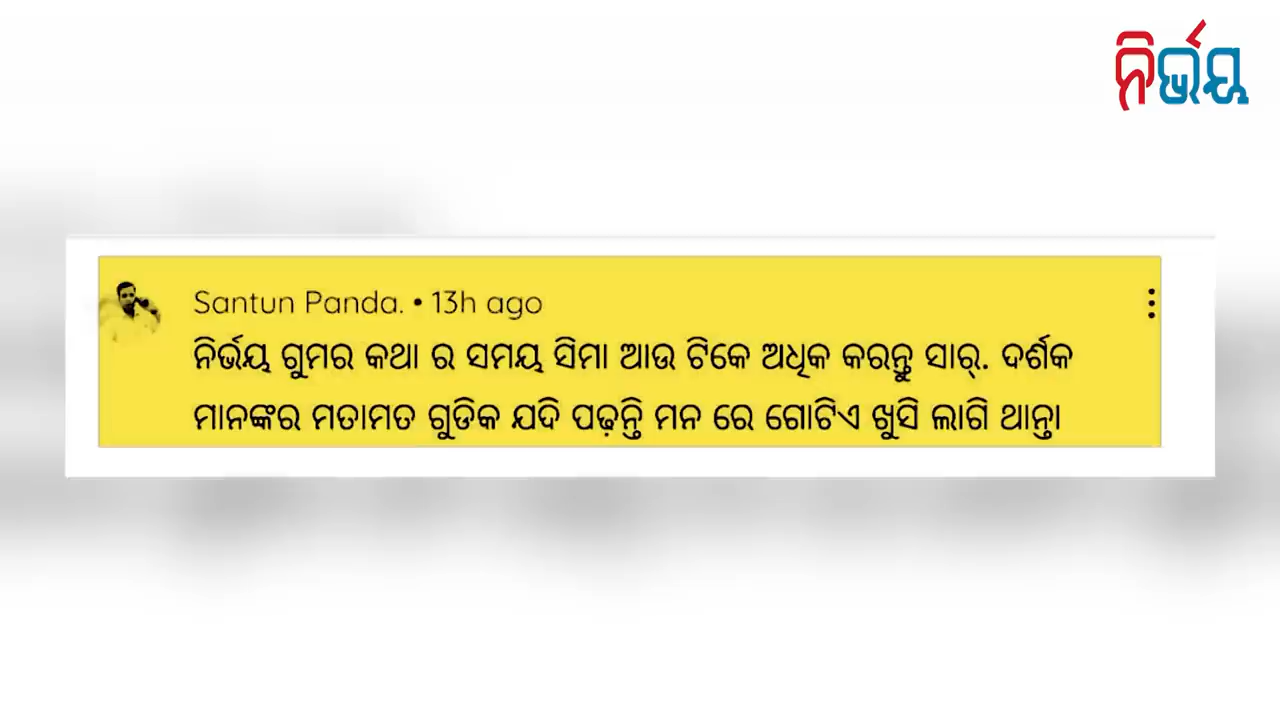 ନିର୍ଭୟ
Santun Panda. • 13h ago
ନିର୍ଭୟ ଗୁମର କଥା ର ସମୟ ସିମା ଆଉ ଟିକେ ଅଧିକ କରନ୍ତୁ ସାର୍. ଦର୍ଶକ
ମାନଙ୍କର ମତାମତ ଗୁଡିକ ଯଦି ପଢ଼ନ୍ତି ମନ ରେ ଗୋଟିଏ ଖୁସି ଲାଗି ଥାନ୍ତା